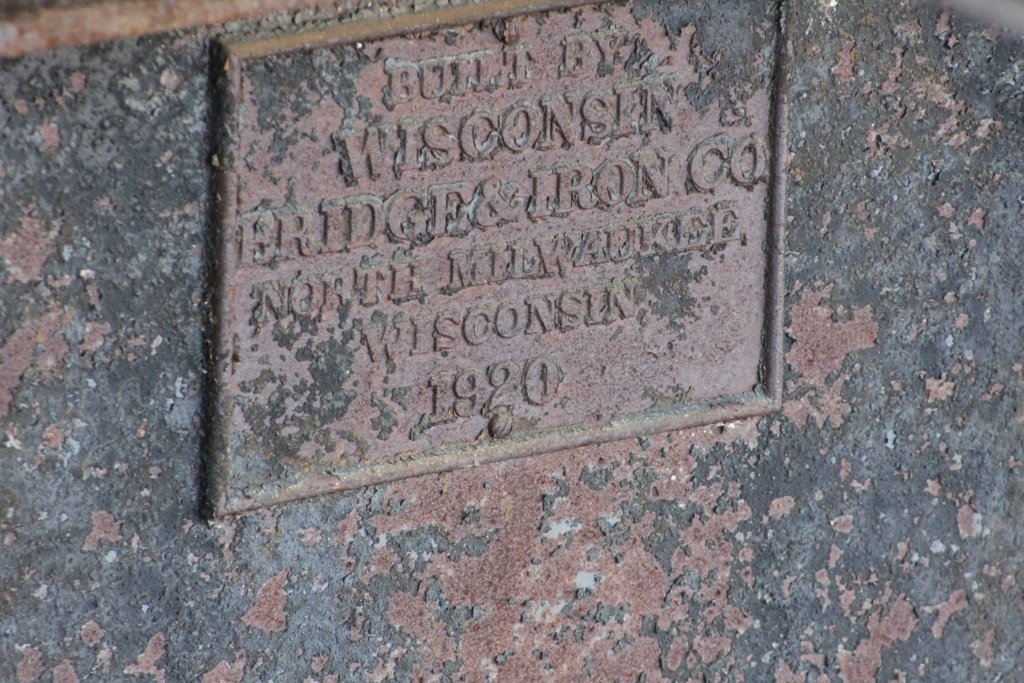 BUILT BY
WISCONSIN
BRIDGE & IRON CO.
NORTH MILWAUKEE,
WISCONSIN
1920